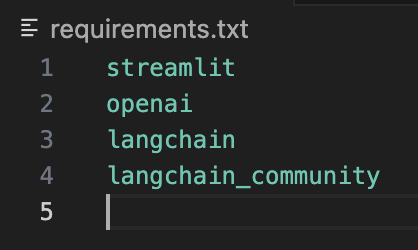 requirements.txt
1 streamlit
2 openai
3 langchain
4 langchain_community
5